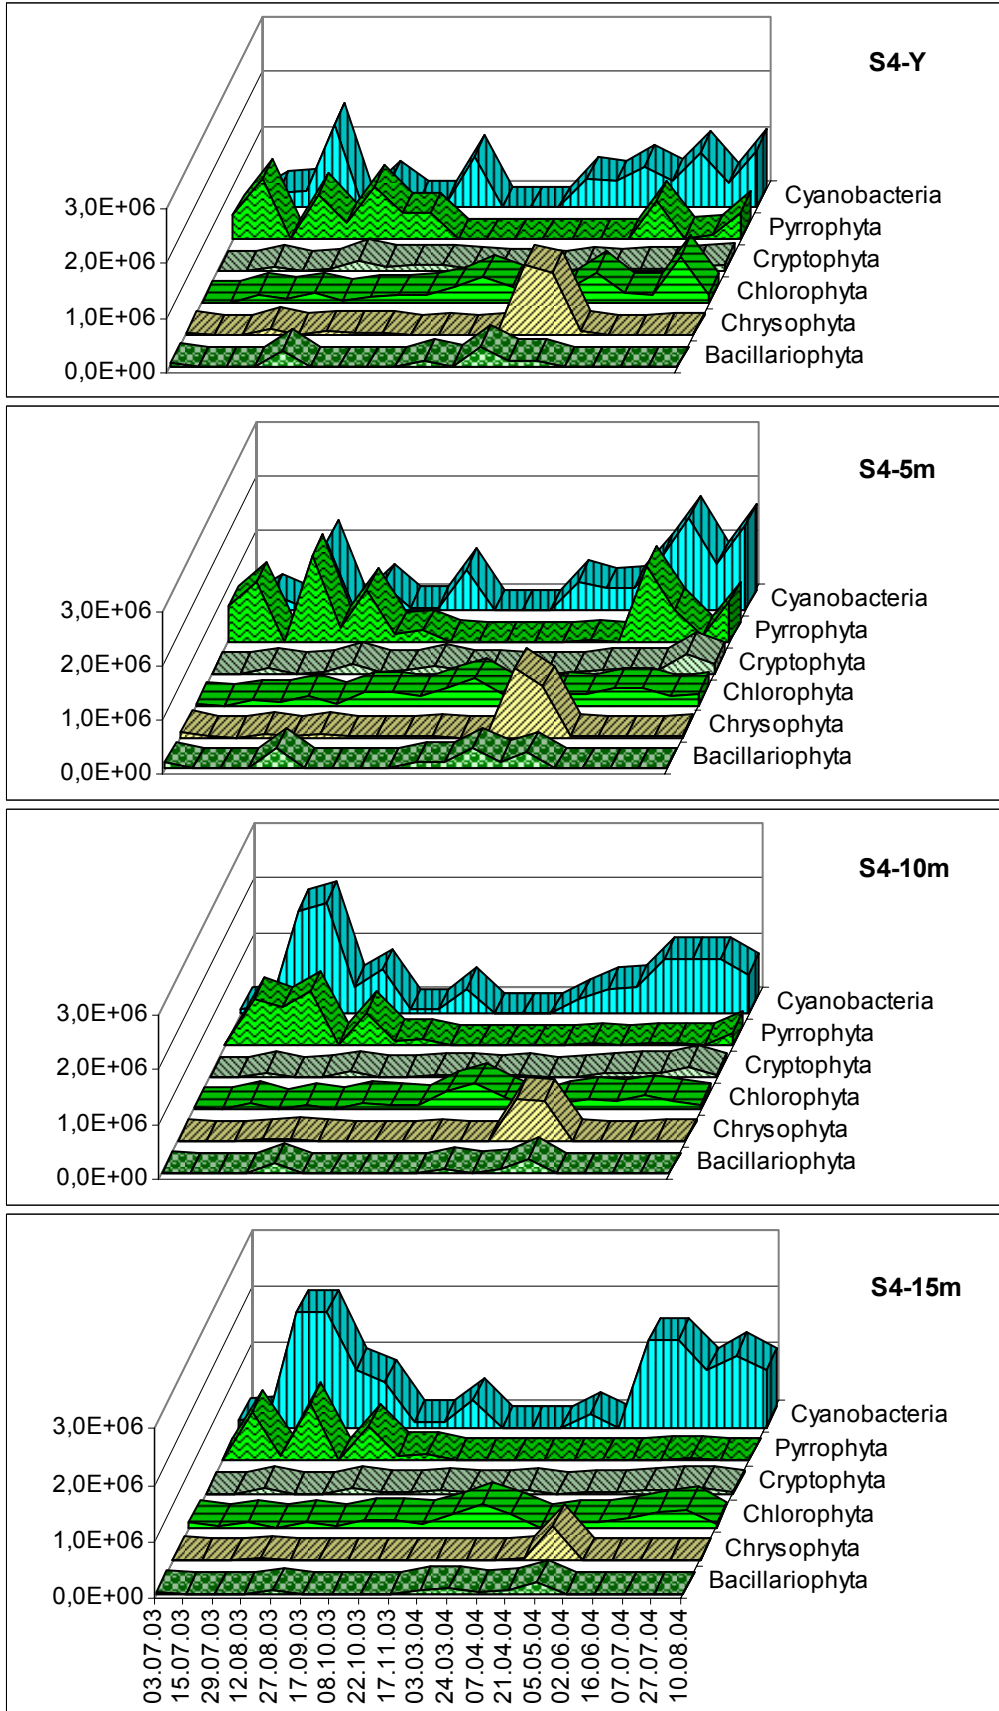 S4-Y
3,0E+06
2,0E+06
1,0E+06
0,0E+00
Cyanobacteria
Pyrrophyta
Cryptophyta
Chlorophyta
Chrysophyta
Bacillariophyta
S4-5m
3,0E+06
2,0E+06
1,0E+06
0,0E+00
Cyanobacteria
Pyrrophyta
Cryptophyta
Chlorophyta
Chrysophyta
Bacillariophyta
S4-10m
3,0E+06
2,0E+06
1,0E+06
0,0E+00
Cyanobacteria
Pyrrophyta
Cryptophyta
Chlorophyta
Chrysophyta
Bacillariophyta
S4-15m
3,0E+06
2,0E+06
1,0E+06
0,0E+00
Cyanobacteria
Pyrrophyta
Cryptophyta
Chlorophyta
Chrysophyta
Bacillariophyta
03.07.03
15.07.03
29.07.03
12.08.03
27.08.03
17.09.03
08.10.03
22.10.03
17.11.03
03.03.04
24.03.04
07.04.04
21.04.04
05.05.04
02.06.04
16.06.04
07.07.04
27.07.04
10.08.04